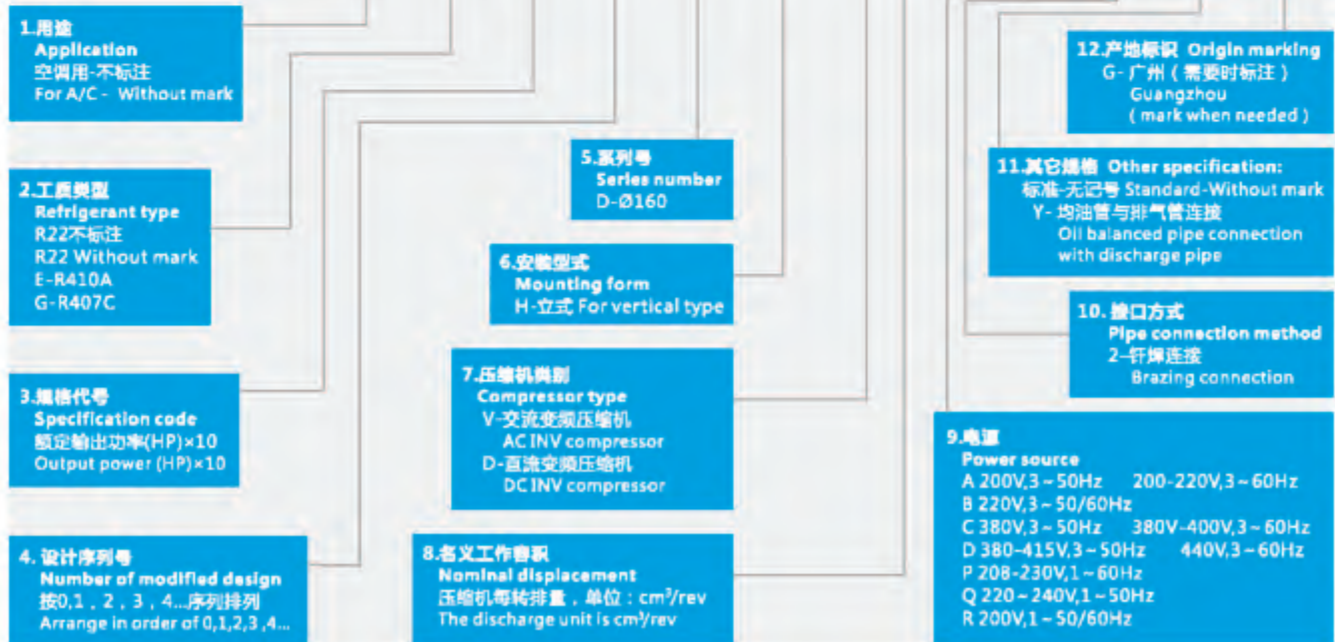 1.用途
Application
空调用-不标注
For A/C - Without mark
2.工质类型
Refrigerant type
R22不标注
R22 Without mark
E-R410A
G-R407C
3.规格代号
Specification code
额定输出功率(HP)×10
Output power (HP)×10
4. 设计序列号
Number of modified design
按0,1，2，3，4...序列排列
Arrange in order of 0,1,2,3 ,4...
5.系列号
Series number
D-Ø160
6.安装型式
Mounting form
H-立式 For vertical type
7.压缩机类别
Compressor type
V-交流变频压缩机
AC INV compressor
D-直流变频压缩机
DC INV compressor
8.名义工作容积
Nominal displacement
压缩机每转排量，单位：cm³/rev
The discharge unit is cm³/rev
9.电源
Power source
A 200V,3~50Hz 200-220V,3~60Hz
B 220V,3~50/60Hz
C 380V,3~50Hz 380V-400V,3~60Hz
D 380-415V,3~50Hz 440V,3~60Hz
P 208-230V,1~60Hz
Q 220~240V,1~50Hz
R 200V,1~50/60Hz
10. 接口方式
Pipe connection method
2-钎焊连接
Brazing connection
11.其它规格 Other specification:
标准-无记号 Standard-Without mark
Y- 均油管与排气管连接
Oil balanced pipe connection
with discharge pipe
12.产地标识 Origin marking
G- 广州（需要时标注）
Guangzhou
( mark when needed )